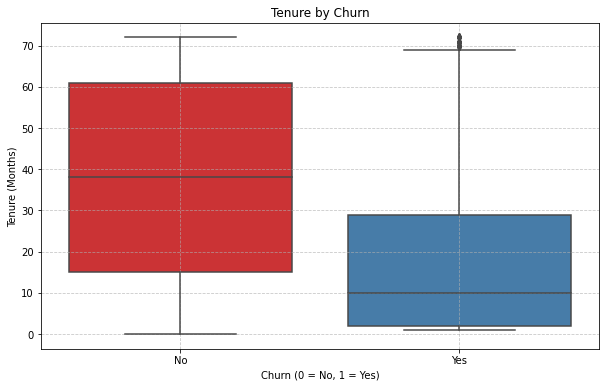 Tenure by Churn
Tenure (Months)
70
60
50
40
30
20
10
0
No
Yes
Churn (0 = No, 1 = Yes)